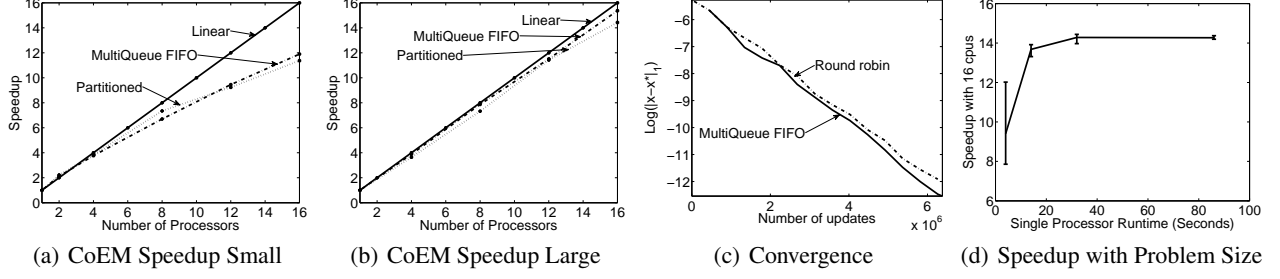 16
14
12
10
8
6
4
2
Speedup
Linear
MultiQueue FIFO
Partitioned
2 4 6 8 10 12 14 16
Number of Processors
(a) CoEM Speedup Small
16
14
12
10
8
6
4
2
Speedup
Linear
MultiQueue FIFO
Partitioned
2 4 6 8 10 12 14 16
Number of Processors
(b) CoEM Speedup Large
−6
−7
−8
−9
−10
−11
−12
Log(|x−x*|₁)
Round robin
MultiQueue FIFO
0 2 4 6
Number of updates
x 10⁶
(c) Convergence
16
14
12
10
8
6
Speedup with 16 cpus
0 20 40 60 80 100
Single Processor Runtime (Seconds)
(d) Speedup with Problem Size